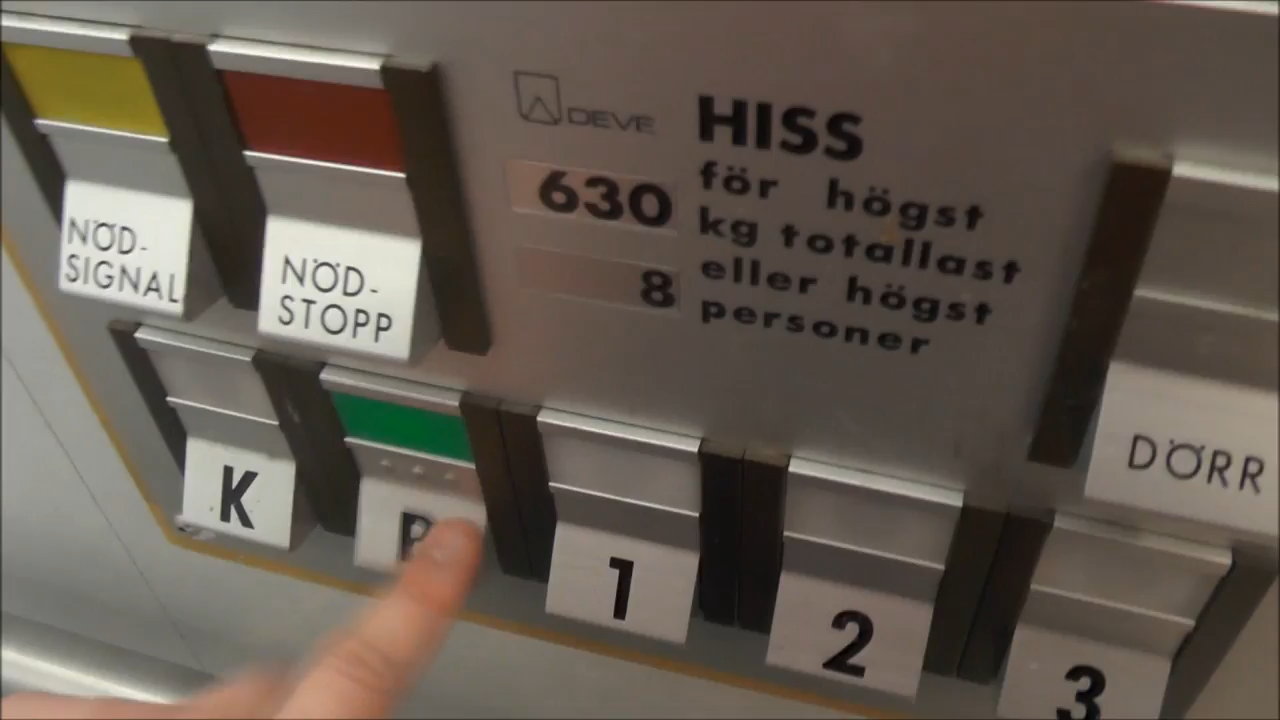 NÖD-
SIGNAL
NÖD-
STOPP
DEVE
HISS
för högst
630 kg totallast
eller högst
8 personer
DÖRR
K
1
2
3